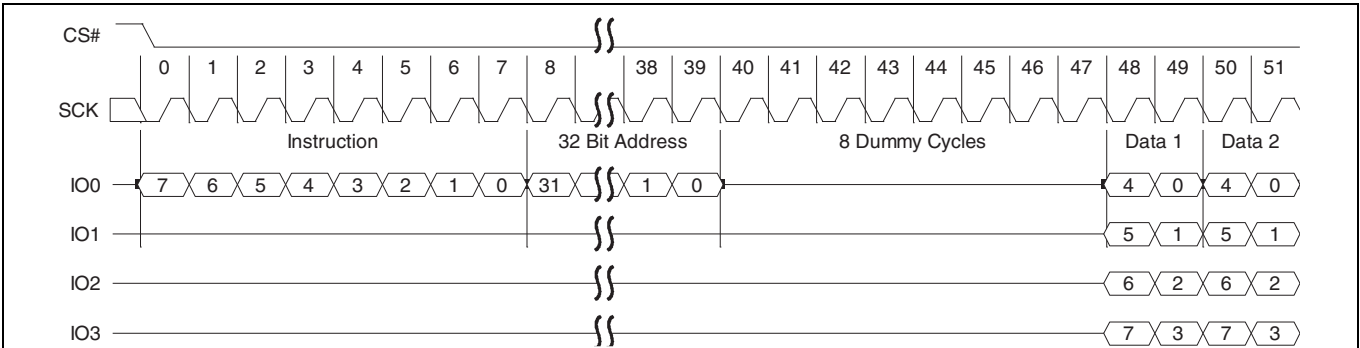 CS#
0 1 2 3 4 5 6 7 8 38 39 40 41 42 43 44 45 46 47 48 49 50 51
SCK
Instruction 32 Bit Address 8 Dummy Cycles Data 1 Data 2
IO0 7 6 5 4 3 2 1 0 31 1 0 4 0 4 0
IO1 5 1 5 1
IO2 6 2 6 2
IO3 7 3 7 3